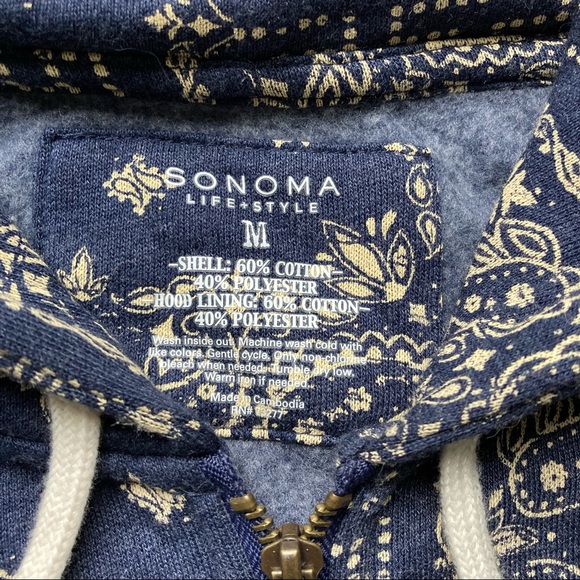 SONOMA
LIFE+STYLE
M
SHELL: 60% COTTON
40% POLYESTER
HOOD LINING: 60% COTTON
40% POLYESTER
Wash inside out. Machine wash cold with
like colors. Gentle cycle. Only non-chlorine
bleach when needed. Tumble dry low.
Warm iron if needed.
Made in Cambodia
RN#